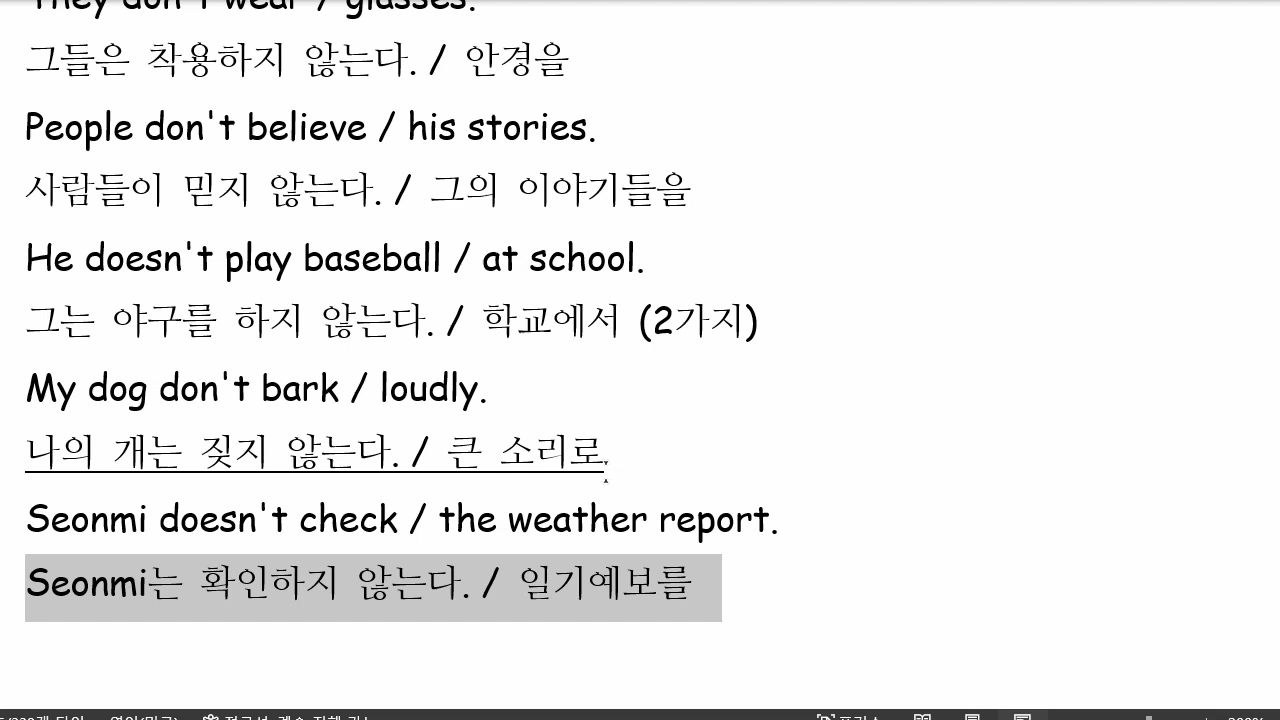 They don't wear / glasses.
그들은 착용하지 않는다. / 안경을
People don't believe / his stories.
사람들이 믿지 않는다. / 그의 이야기들을
He doesn't play baseball / at school.
그는 야구를 하지 않는다. / 학교에서 (2가지)
My dog don't bark / loudly.
나의 개는 짖지 않는다. / 큰 소리로
Seonmi doesn't check / the weather report.
Seonmi는 확인하지 않는다. / 일기예보를